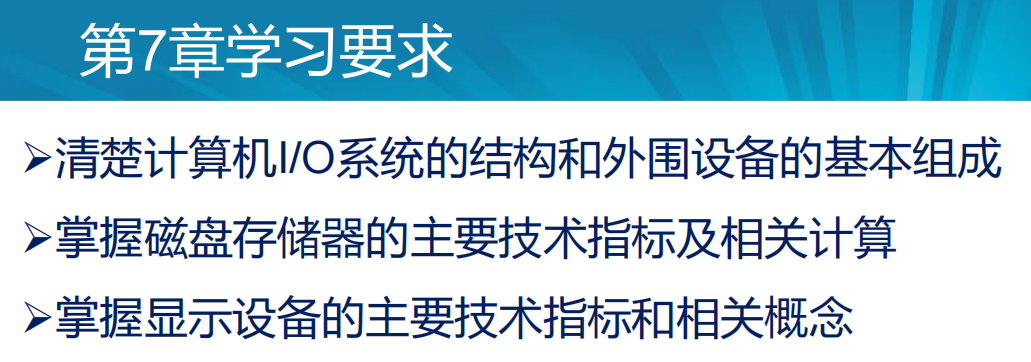 第7章学习要求
➢清楚计算机I/O系统的结构和外围设备的基本组成
➢掌握磁盘存储器的主要技术指标及相关计算
➢掌握显示设备的主要技术指标和相关概念